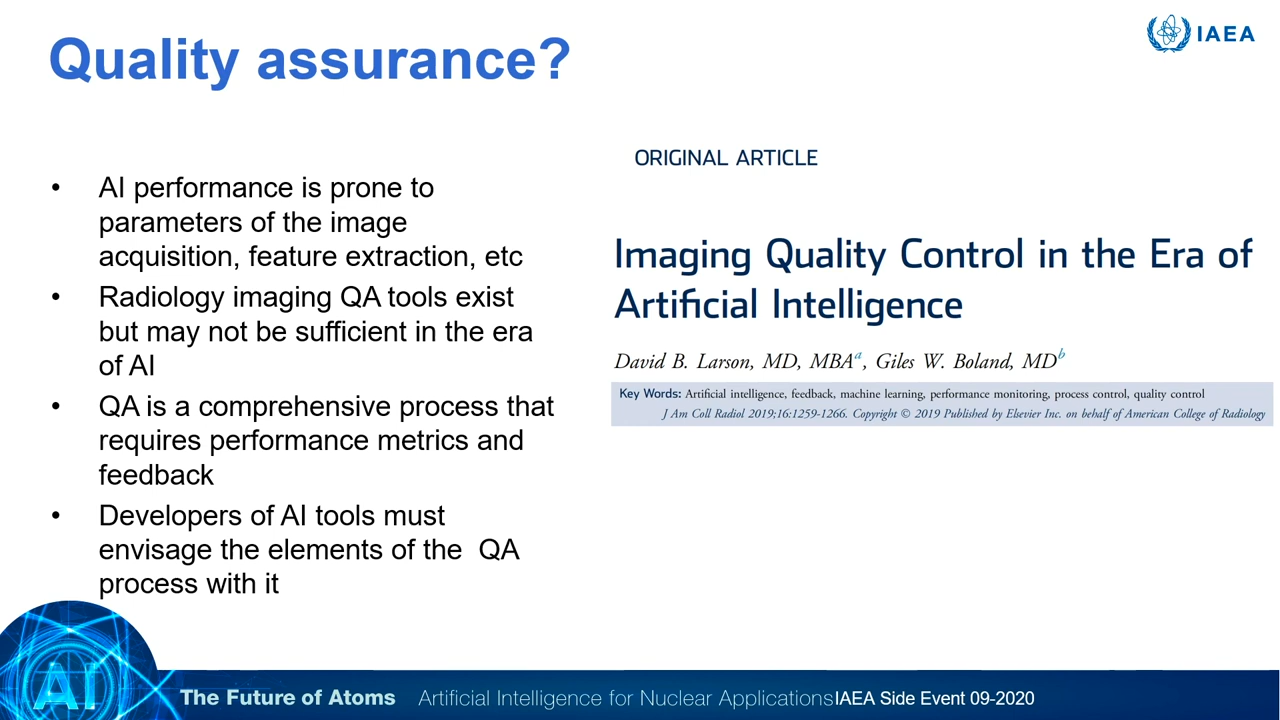 Quality assurance?
IAEA
• AI performance is prone to
parameters of the image
acquisition, feature extraction, etc
• Radiology imaging QA tools exist
but may not be sufficient in the era
of AI
• QA is a comprehensive process that
requires performance metrics and
feedback
• Developers of AI tools must
envisage the elements of the  QA
process with it
ORIGINAL ARTICLE
Imaging Quality Control in the Era of
Artificial Intelligence
David B. Larson, MD, MBAᵃ, Giles W. Boland, MDᵇ
Key Words: Artificial intelligence, feedback, machine learning, performance monitoring, process control, quality control
J Am Coll Radiol 2019;16:1259-1266. Copyright © 2019 Published by Elsevier Inc. on behalf of American College of Radiology
AI
The Future of Atoms Artificial Intelligence for Nuclear Applications IAEA Side Event 09-2020